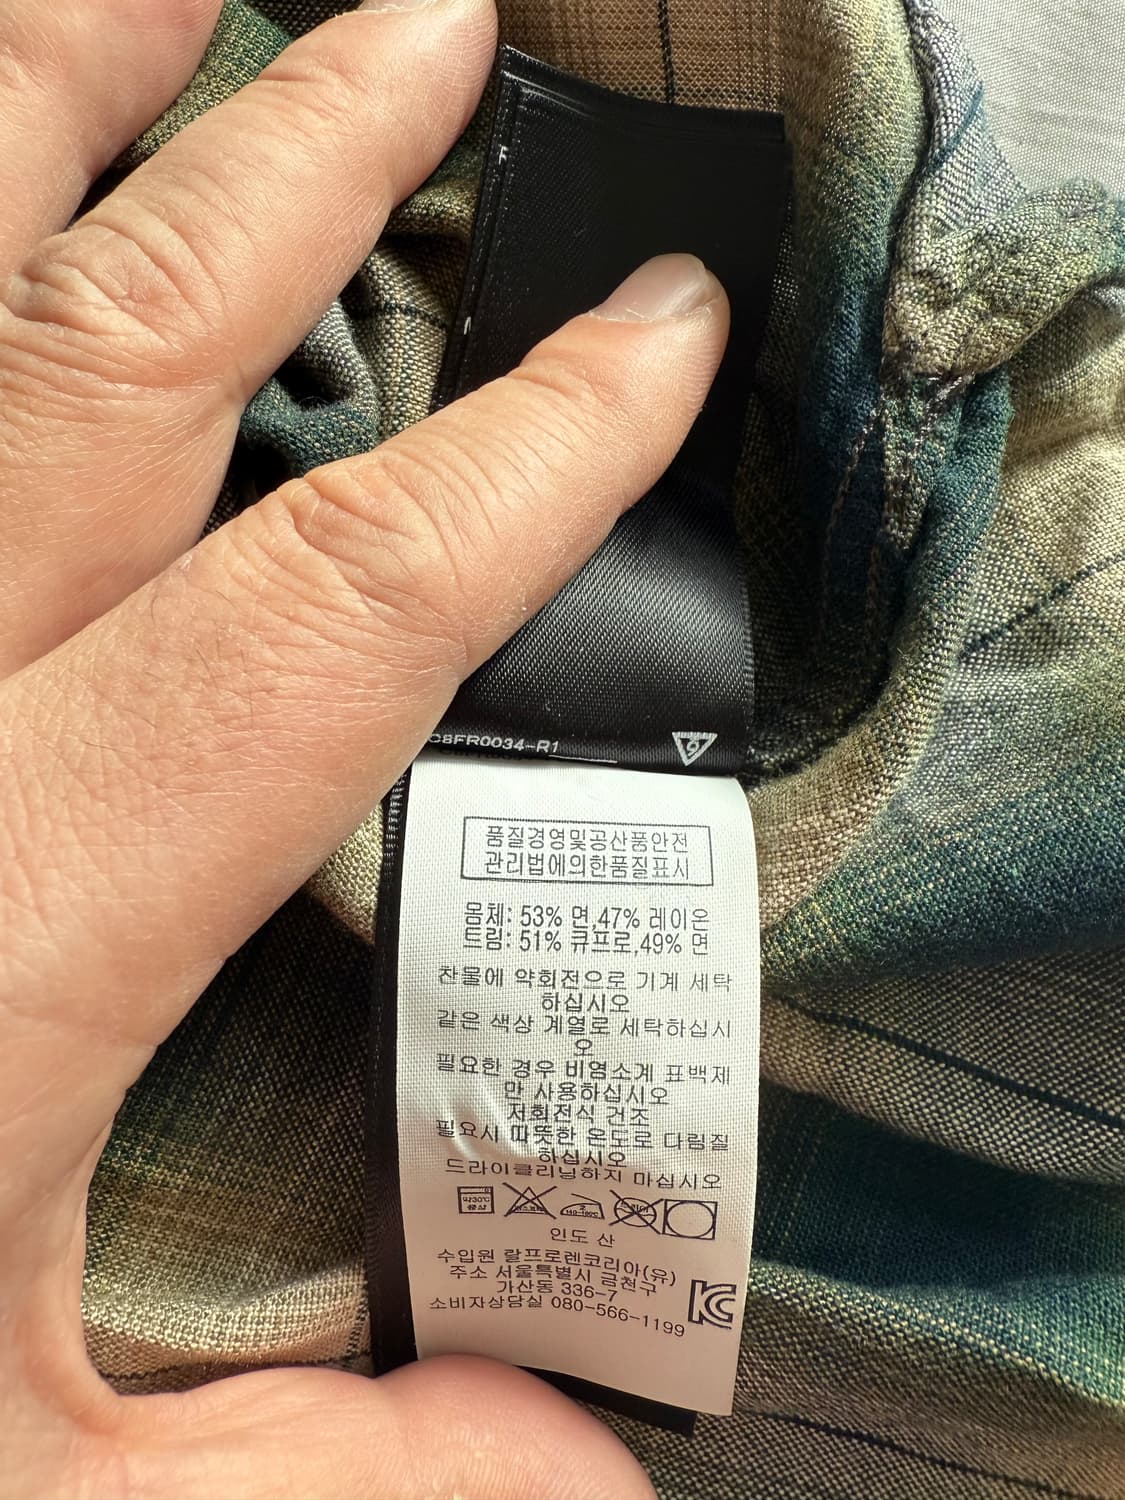 C8FR0034-R1
9
품질경영및공산품안전
관리법에의한품질표시
몸체: 53% 면,47% 레이온
트림: 51% 큐프로,49% 면
찬물에 약회전으로 기계 세탁
하십시오
같은 색상 계열로 세탁하십시
오
필요한 경우 비염소계 표백제
만 사용하십시오
저회전식 건조
필요시 따뜻한 온도로 다림질
하십시오
드라이클리닝하지 마십시오
약30℃
중성
인도 산
수입원 랄프로렌코리아(유)
주소 서울특별시 금천구
가산동 336-7
소비자상담실 080-566-1199